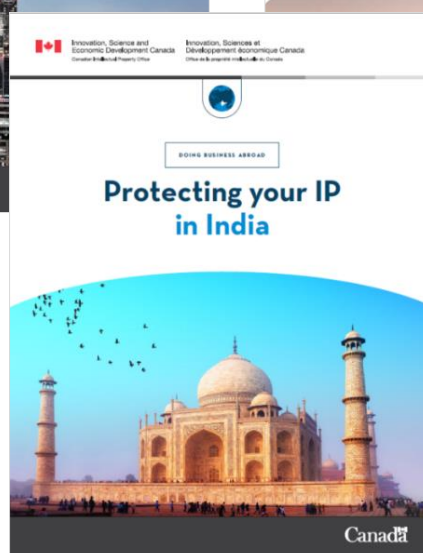 Innovation, Science and
Economic Development Canada
Canadian Intellectual Property Office
Innovation, Sciences et
Développement économique Canada
Office de la propriété intellectuelle du Canada
DOING BUSINESS ABROAD
Protecting your IP
in India
Canada